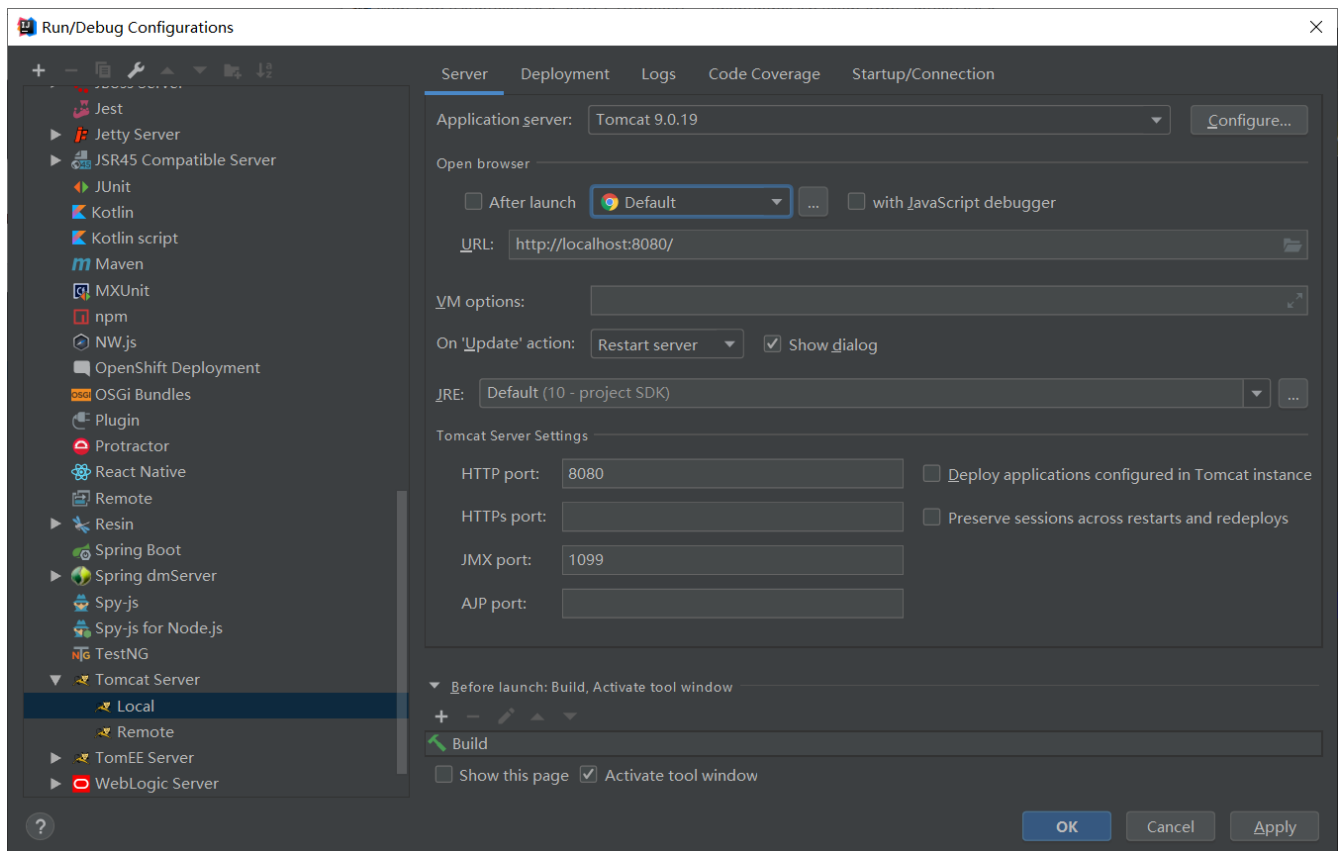 Run/Debug Configurations
Server Deployment Logs Code Coverage Startup/Connection
Jest
Jetty Server
JSR45 Compatible Server
JUnit
Kotlin
Kotlin script
Maven
MXUnit
npm
NW.js
OpenShift Deployment
OSGi Bundles
Plugin
Protractor
React Native
Remote
Resin
Spring Boot
Spring dmServer
Spy-js
Spy-js for Node.js
TestNG
Tomcat Server
Local
Remote
TomEE Server
WebLogic Server
Application server: Tomcat 9.0.19 Configure...
Open browser
After launch Default ... with JavaScript debugger
URL: http://localhost:8080/
VM options:
On 'Update' action: Restart server Show dialog
JRE: Default (10 - project SDK) ...
Tomcat Server Settings
HTTP port: 8080 Deploy applications configured in Tomcat instance
HTTPs port: Preserve sessions across restarts and redeploys
JMX port: 1099
AJP port:
Before launch: Build, Activate tool window
Build
Show this page Activate tool window
? OK Cancel Apply